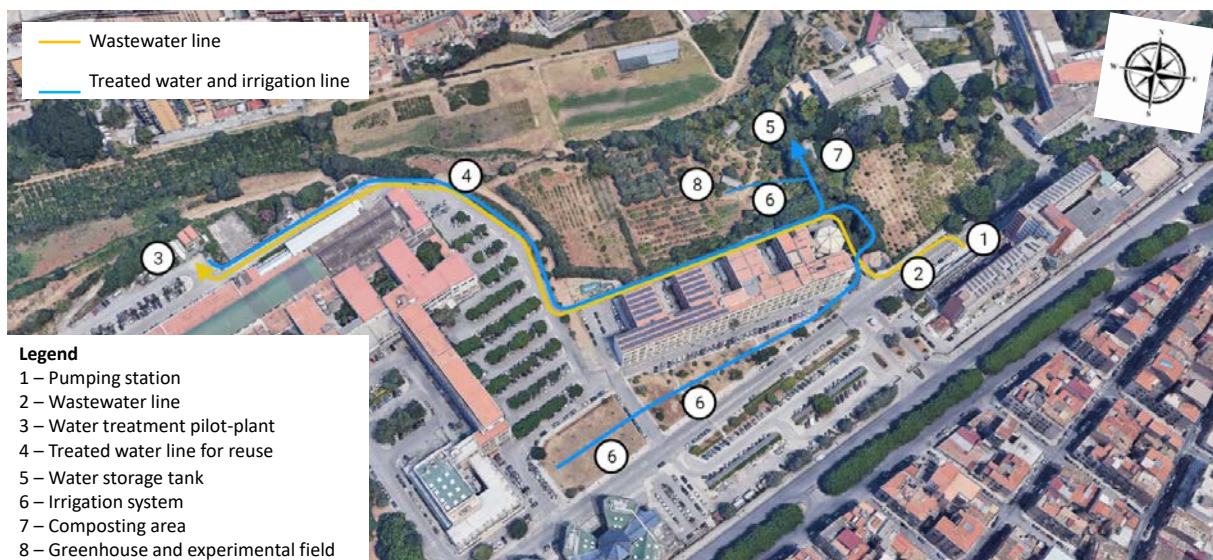 Wastewater line
Treated water and irrigation line
N
W
E
S
5
7
4
8
6
3
1
2
6
6
Legend
1 – Pumping station
2 – Wastewater line
3 – Water treatment pilot-plant
4 – Treated water line for reuse
5 – Water storage tank
6 – Irrigation system
7 – Composting area
8 – Greenhouse and experimental field